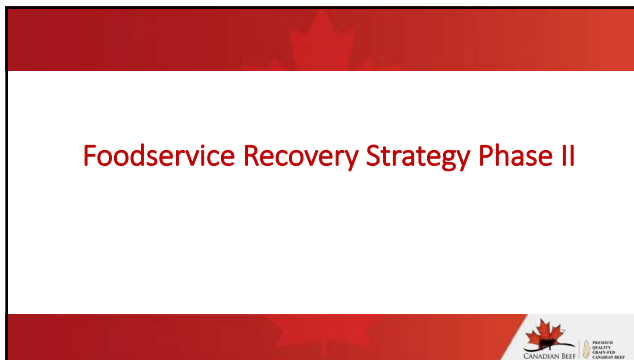 Foodservice Recovery Strategy Phase II
CANADIAN BEEF
PREMIUM
QUALITY
GRAIN-FED
CANADIAN BEEF